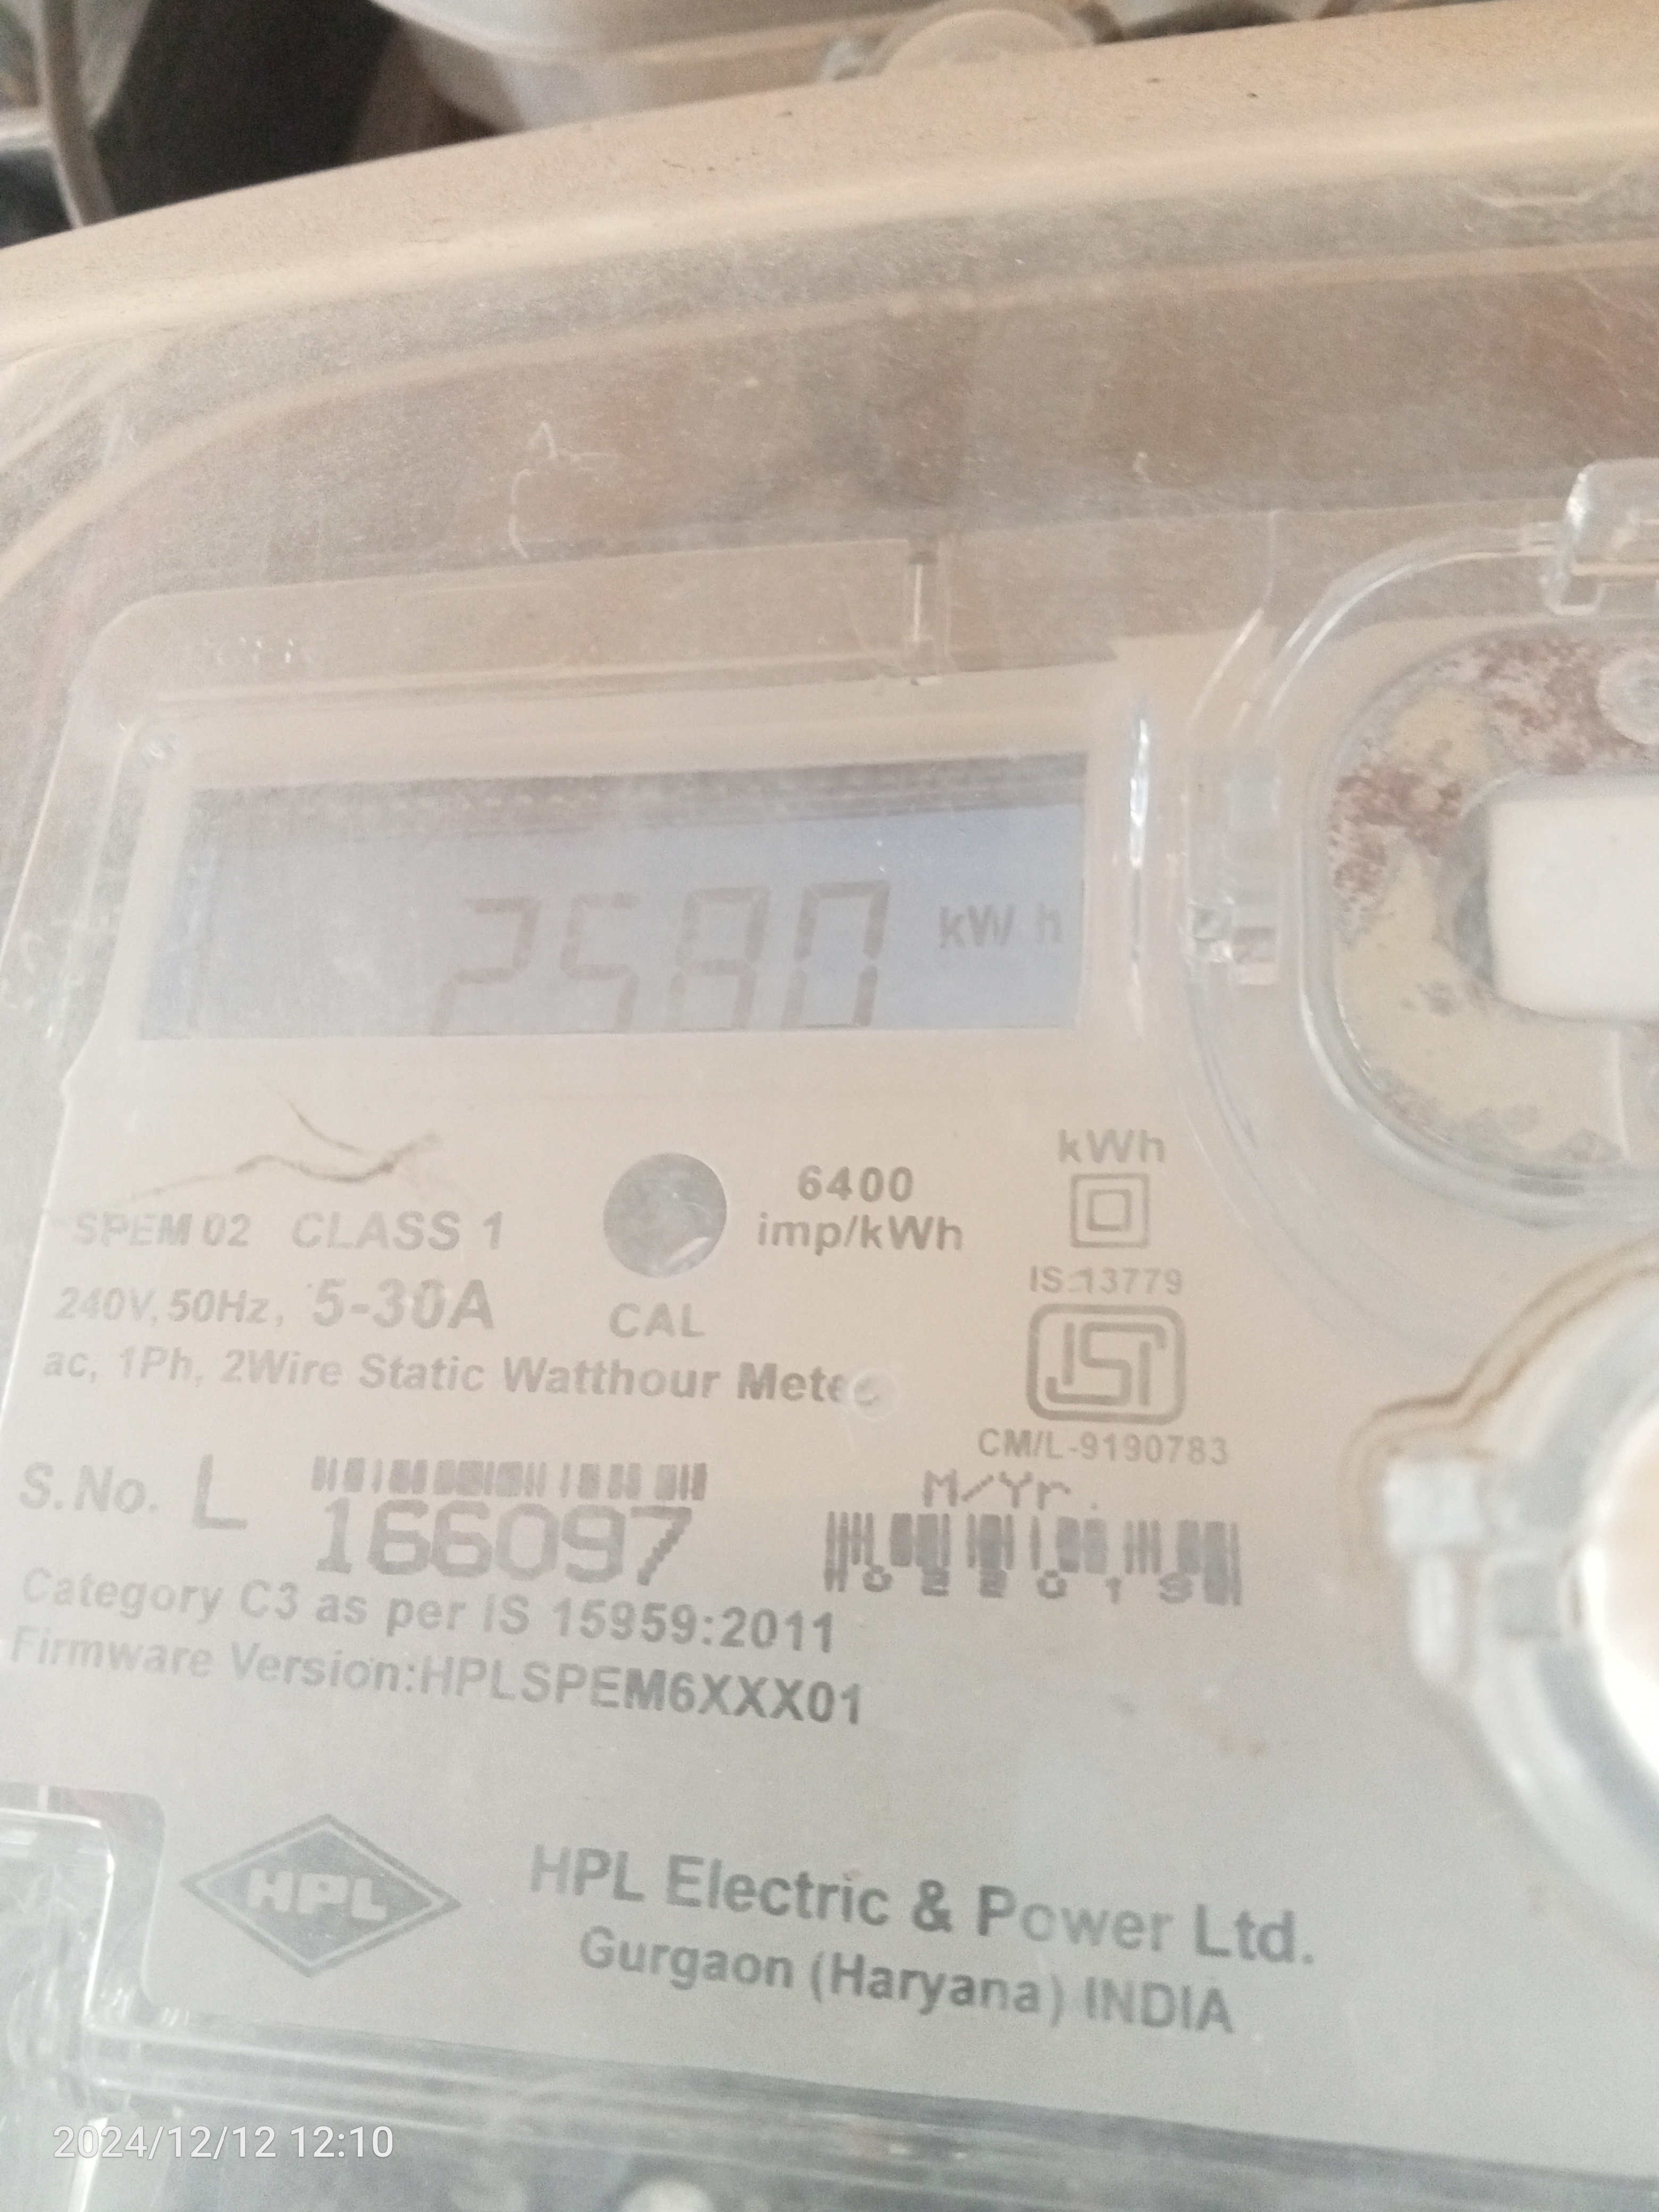 2580 kWh
kWh
6400
imp/kWh
SPEM 02 CLASS 1
240V, 50Hz, 5-30A
CAL
IS:13779
ISI
ac, 1Ph, 2Wire Static Watthour Meter
CM/L-9190783
S.No. L 166097
M/Yr.
Category C3 as per IS 15959:2011
Firmware Version:HPLSPEM6XXX01
HPL
HPL Electric & Power Ltd.
Gurgaon (Haryana) INDIA
2024/12/12 12:10